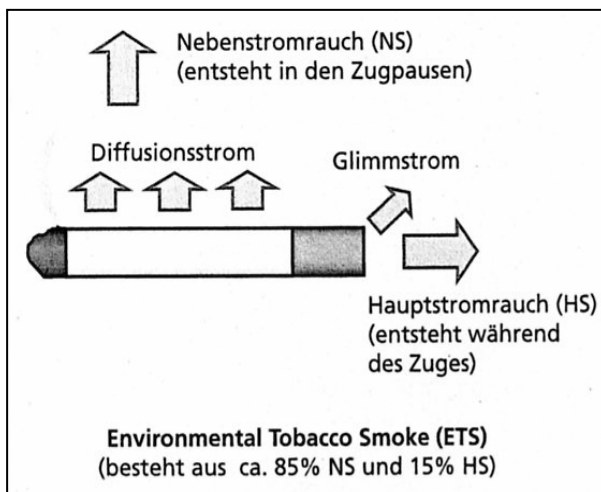 Nebenstromrauch (NS)
(entsteht in den Zugpausen)
Diffusionsstrom
Glimmstrom
Hauptstromrauch (HS)
(entsteht während
des Zuges)
Environmental Tobacco Smoke (ETS)
(besteht aus ca. 85% NS und 15% HS)